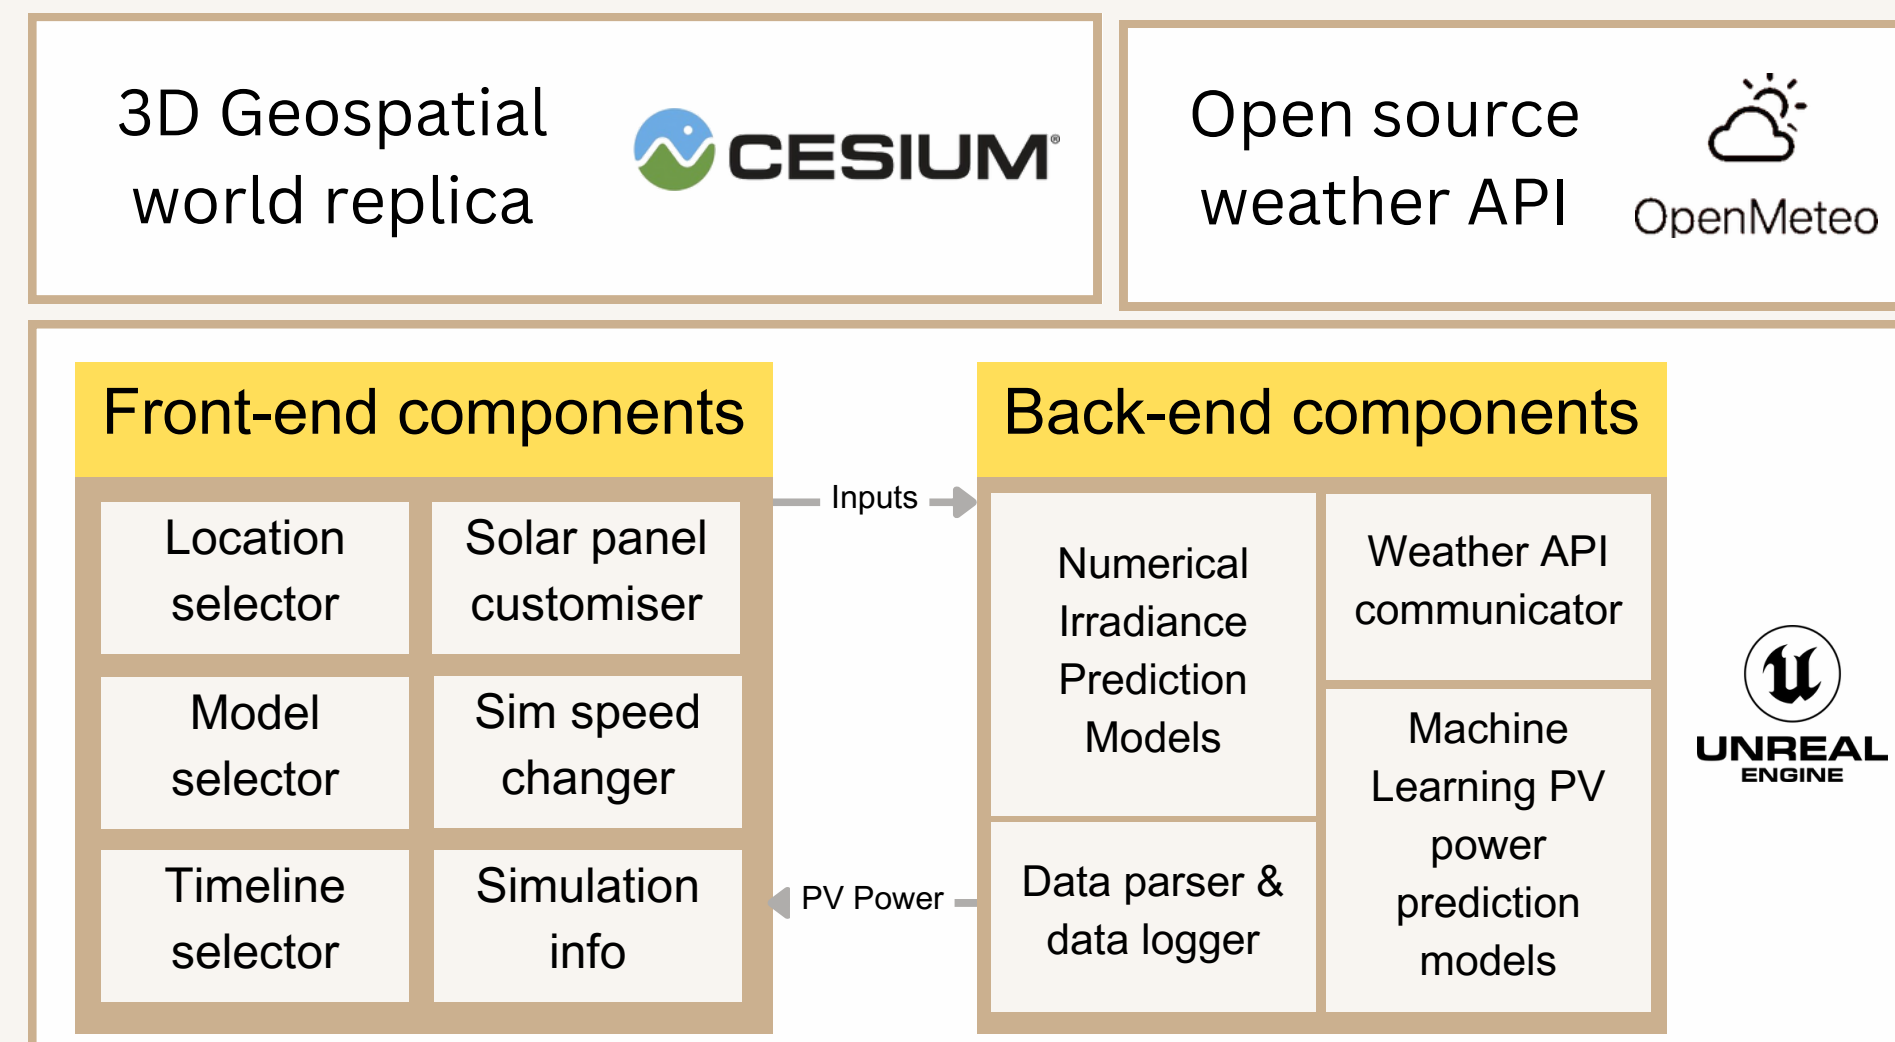 3D Geospatial
world replica
CESIUM®
Open source
weather API
OpenMeteo
Front-end components
Location
selector
Solar panel
customiser
Model
selector
Sim speed
changer
Timeline
selector
Simulation
info
Inputs
PV Power
Back-end components
Numerical
Irradiance
Prediction
Models
Weather API
communicator
Data parser &
data logger
Machine
Learning PV
power
prediction
models
UNREAL
ENGINE